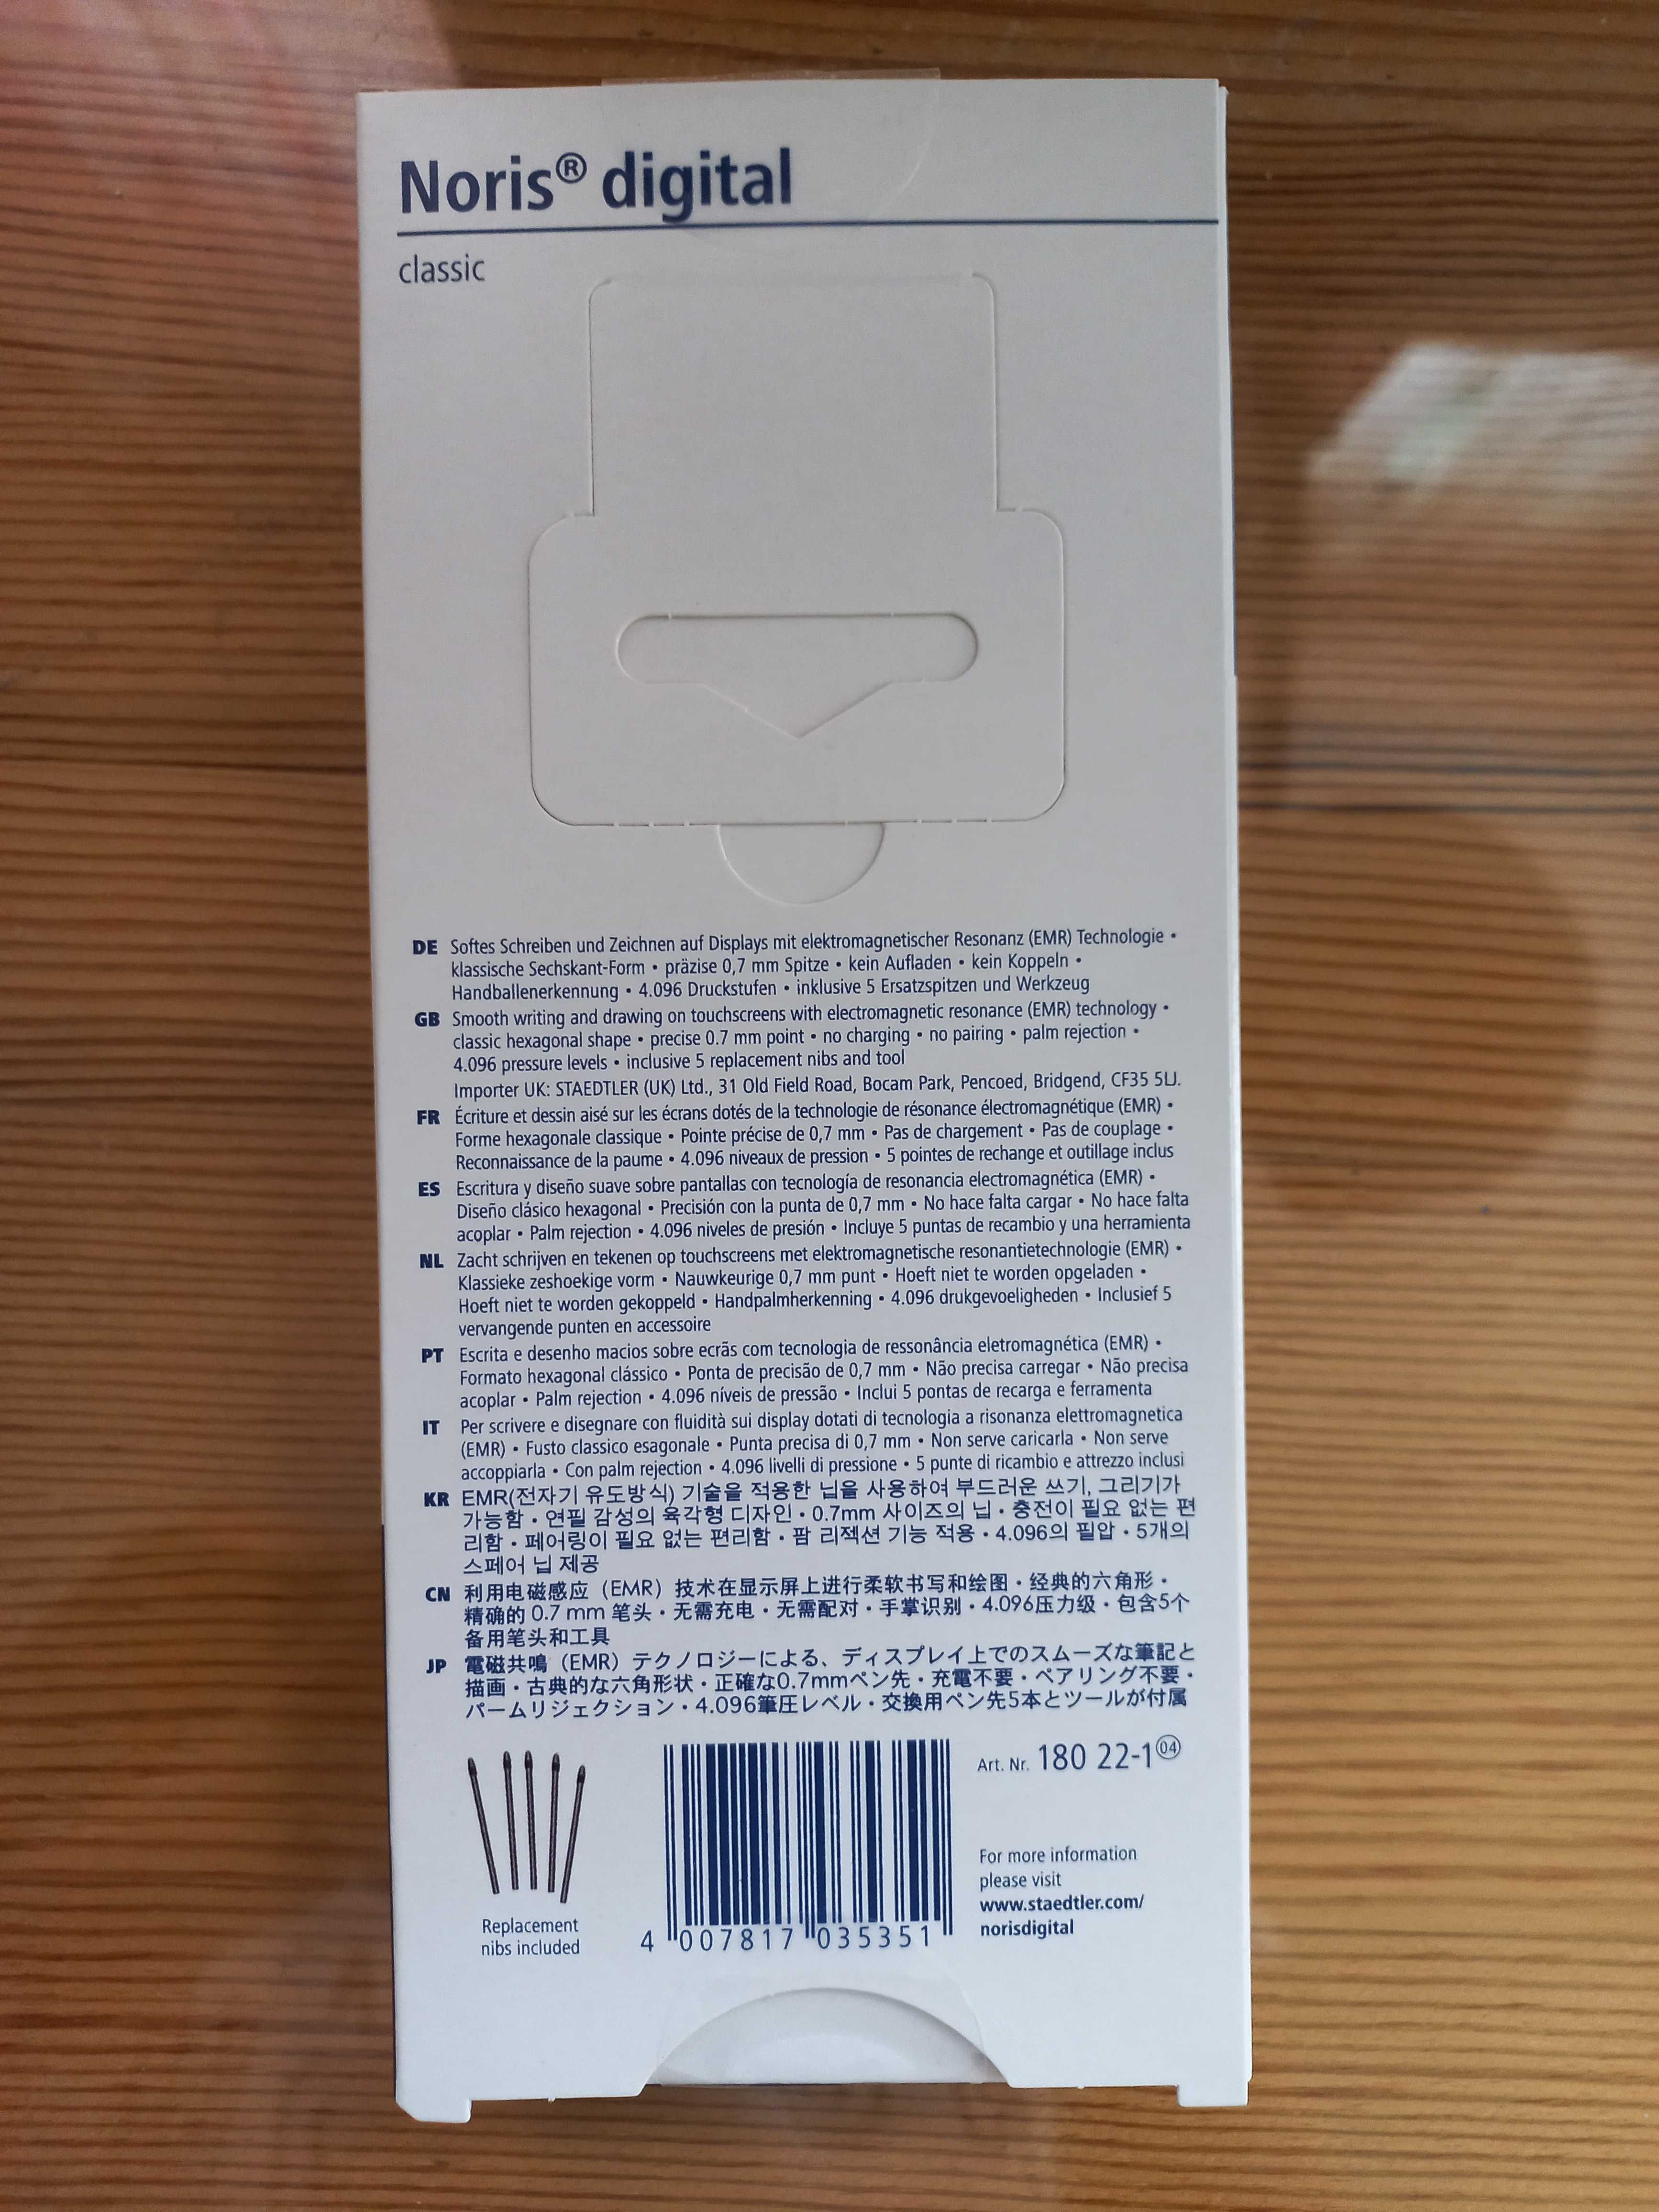 Noris® digital
classic
DE Softes Schreiben und Zeichnen auf Displays mit elektromagnetischer Resonanz (EMR) Technologie •
klassische Sechskant-Form • präzise 0,7 mm Spitze • kein Aufladen • kein Koppeln •
Handballenerkennung • 4.096 Druckstufen • inklusive 5 Ersatzspitzen und Werkzeug
GB Smooth writing and drawing on touchscreens with electromagnetic resonance (EMR) technology •
classic hexagonal shape • precise 0.7 mm point • no charging • no pairing • palm rejection •
4.096 pressure levels • inclusive 5 replacement nibs and tool
Importer UK: STAEDTLER (UK) Ltd., 31 Old Field Road, Bocam Park, Pencoed, Bridgend, CF35 5LJ.
FR Écriture et dessin aisé sur les écrans dotés de la technologie de résonance électromagnétique (EMR) •
Forme hexagonale classique • Pointe précise de 0,7 mm • Pas de chargement • Pas de couplage •
Reconnaissance de la paume • 4.096 niveaux de pression • 5 pointes de rechange et outillage inclus
ES Escritura y diseño suave sobre pantallas con tecnología de resonancia electromagnética (EMR) •
Diseño clásico hexagonal • Precisión con la punta de 0,7 mm • No hace falta cargar • No hace falta
acoplar • Palm rejection • 4.096 niveles de presión • Incluye 5 puntas de recambio y una herramienta
NL Zacht schrijven en tekenen op touchscreens met elektromagnetische resonantietechnologie (EMR) •
Klassieke zeshoekige vorm • Nauwkeurige 0,7 mm punt • Hoeft niet te worden opgeladen •
Hoeft niet te worden gekoppeld • Handpalmherkenning • 4.096 drukgevoeligheden • Inclusief 5
vervangende punten en accessoire
PT Escrita e desenho macios sobre ecrãs com tecnologia de ressonância eletromagnética (EMR) •
Formato hexagonal clássico • Ponta de precisão de 0,7 mm • Não precisa carregar • Não precisa
acoplar • Palm rejection • 4.096 níveis de pressão • Inclui 5 pontas de recarga e ferramenta
IT Per scrivere e disegnare con fluidità sui display dotati di tecnologia a risonanza elettromagnetica
(EMR) • Fusto classico esagonale • Punta precisa di 0,7 mm • Non serve caricarla • Non serve
accoppiarla • Con palm rejection • 4.096 livelli di pressione • 5 punte di ricambio e attrezzo inclusi
KR EMR(전자기 유도방식) 기술을 적용한 닙을 사용하여 부드러운 쓰기, 그리기가
가능함 • 연필 감성의 육각형 디자인 • 0.7mm 사이즈의 닙 • 충전이 필요 없는 편
리함 • 페어링이 필요 없는 편리함 • 팜 리젝션 기능 적용 • 4.096의 필압 • 5개의
스페어 닙 제공
CN 利用电磁感应（EMR）技术在显示屏上进行柔软书写和绘图 • 经典的六角形 •
精确的 0.7 mm 笔头 • 无需充电 • 无需配对 • 手掌识别 • 4.096压力级 • 包含5个
备用笔头和工具
JP 電磁共鳴（EMR）テクノロジーによる、ディスプレイ上でのスムーズな筆記と
描画 • 古典的な六角形状 • 正確な0.7mmペン先 • 充電不要 • ペアリング不要 •
パームリジェクション • 4.096筆圧レベル • 交換用ペン先5本とツールが付属
Art. Nr. 180 22-1 04
For more information
please visit
www.staedtler.com/
norisdigital
Replacement
nibs included
4 007817 035351